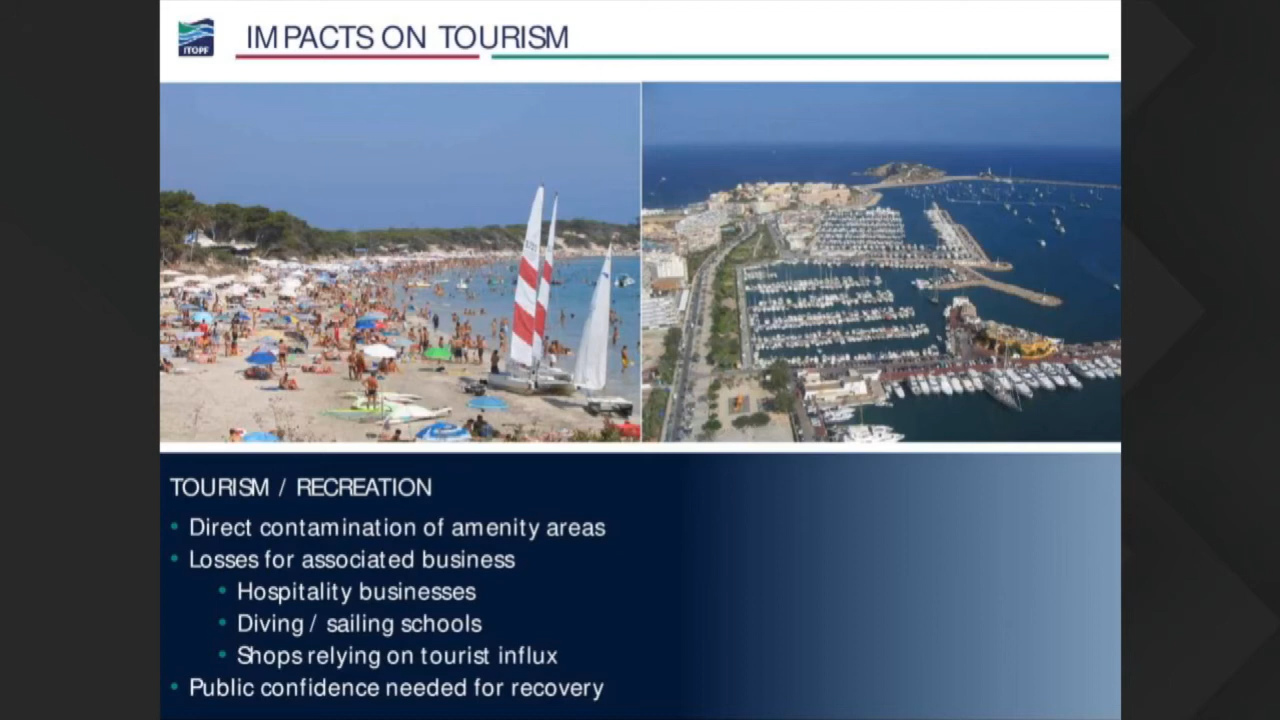 ITOPF
IMPACTS ON TOURISM
TOURISM / RECREATION
• Direct contamination of amenity areas
• Losses for associated business
• Hospitality businesses
• Diving / sailing schools
• Shops relying on tourist influx
• Public confidence needed for recovery